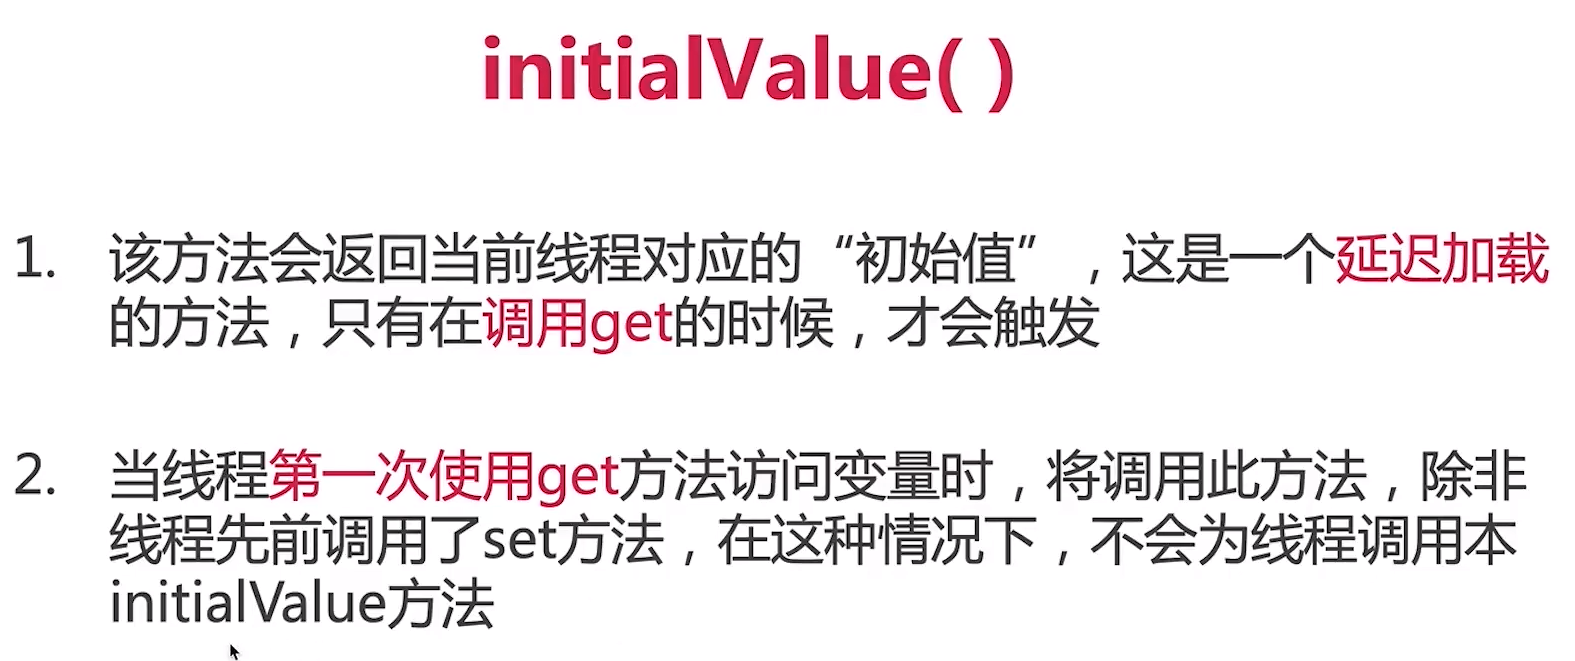 initialValue( )
1. 该方法会返回当前线程对应的“初始值”，这是一个延迟加载
的方法，只有在调用get的时候，才会触发
2. 当线程第一次使用get方法访问变量时，将调用此方法，除非
线程先前调用了set方法，在这种情况下，不会为线程调用本
initialValue方法